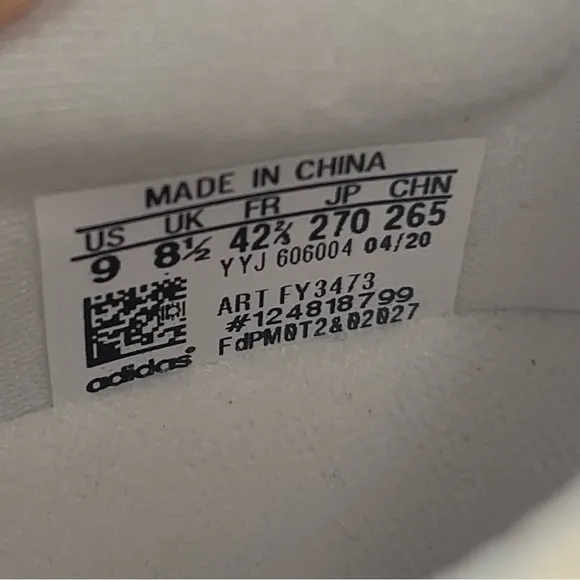 MADE IN CHINA
US UK FR JP CHN
9 8½ 42⅔ 270 265
YYJ 606004 04/20
ART FY3473
#124818799
FdPM0T2&02027
adidas®